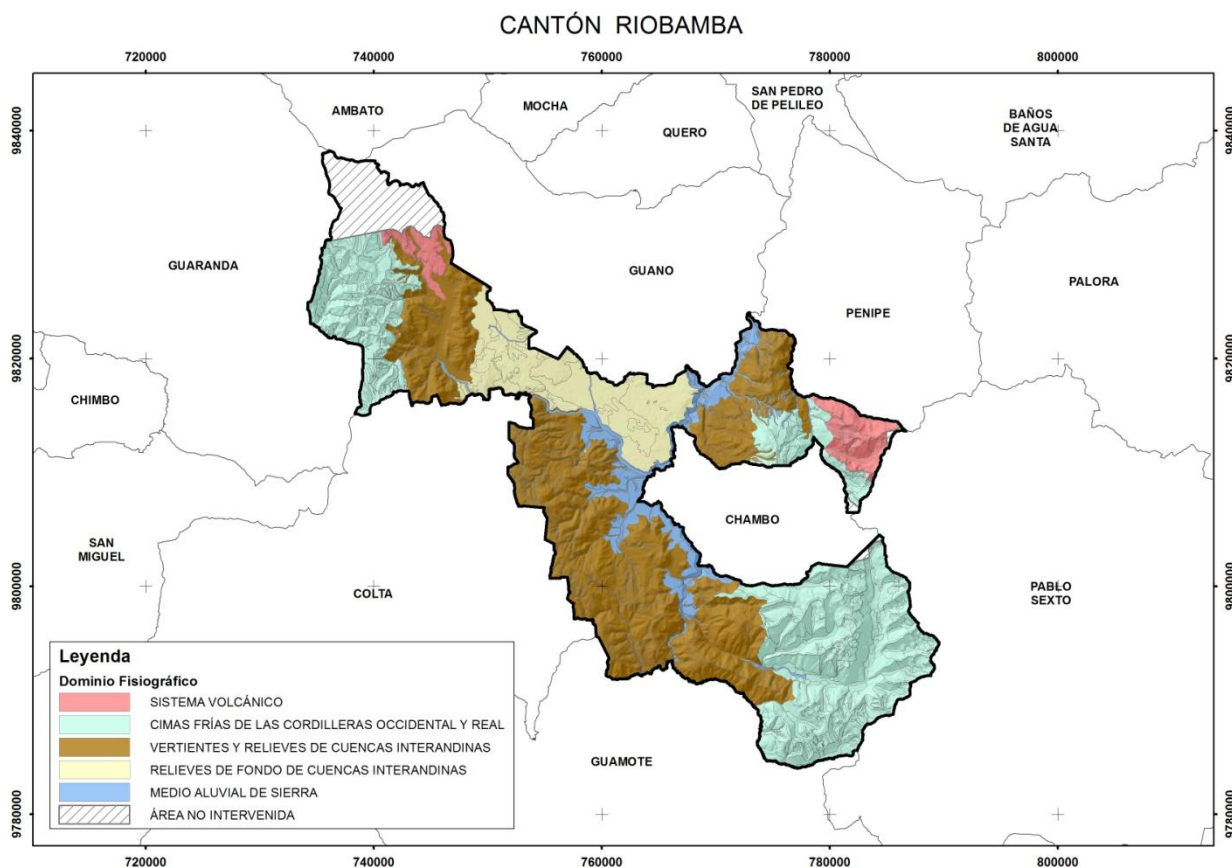 CANTÓN RIOBAMBA
720000 740000 760000 780000 800000
9840000 9840000
AMBATO
MOCHA
SAN PEDRO
DE PELILEO
QUERO
BAÑOS
DE AGUA
SANTA
GUARANDA
GUANO
PALORA
PENIPE
9820000 9820000
CHIMBO
CHAMBO
SAN
MIGUEL
COLTA
9800000 9800000
PABLO
SEXTO
GUAMOTE
Leyenda
Dominio Fisiográfico
SISTEMA VOLCÁNICO
CIMAS FRÍAS DE LAS CORDILLERAS OCCIDENTAL Y REAL
VERTIENTES Y RELIEVES DE CUENCAS INTERANDINAS
RELIEVES DE FONDO DE CUENCAS INTERANDINAS
MEDIO ALUVIAL DE SIERRA
ÁREA NO INTERVENIDA
9780000 9780000
720000 740000 760000 780000 800000